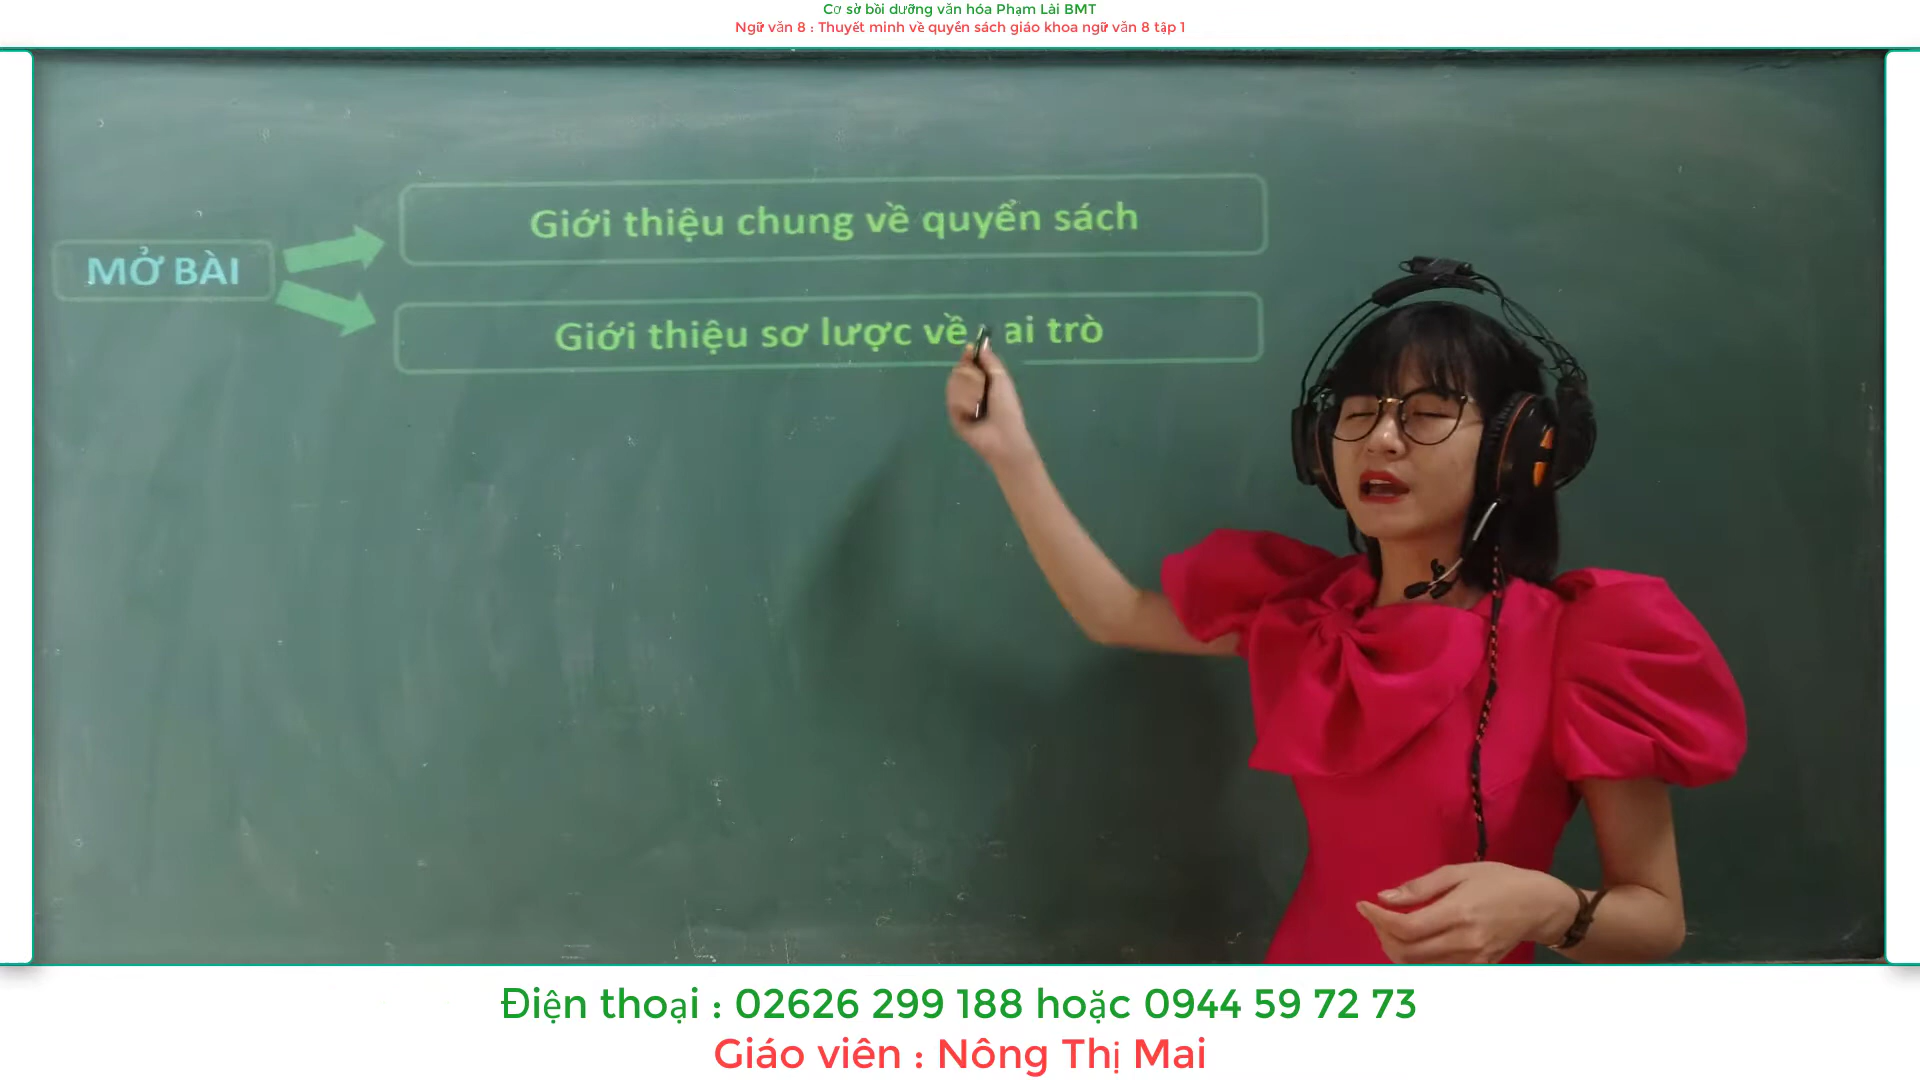 Cơ sở bồi dưỡng văn hóa Phạm Lài BMT
Ngữ văn 8 : Thuyết minh về quyển sách giáo khoa ngữ văn 8 tập 1
MỞ BÀI
Giới thiệu chung về quyển sách
Giới thiệu sơ lược về ai trò
Điện thoại : 02626 299 188 hoặc 0944 59 72 73
Giáo viên : Nông Thị Mai